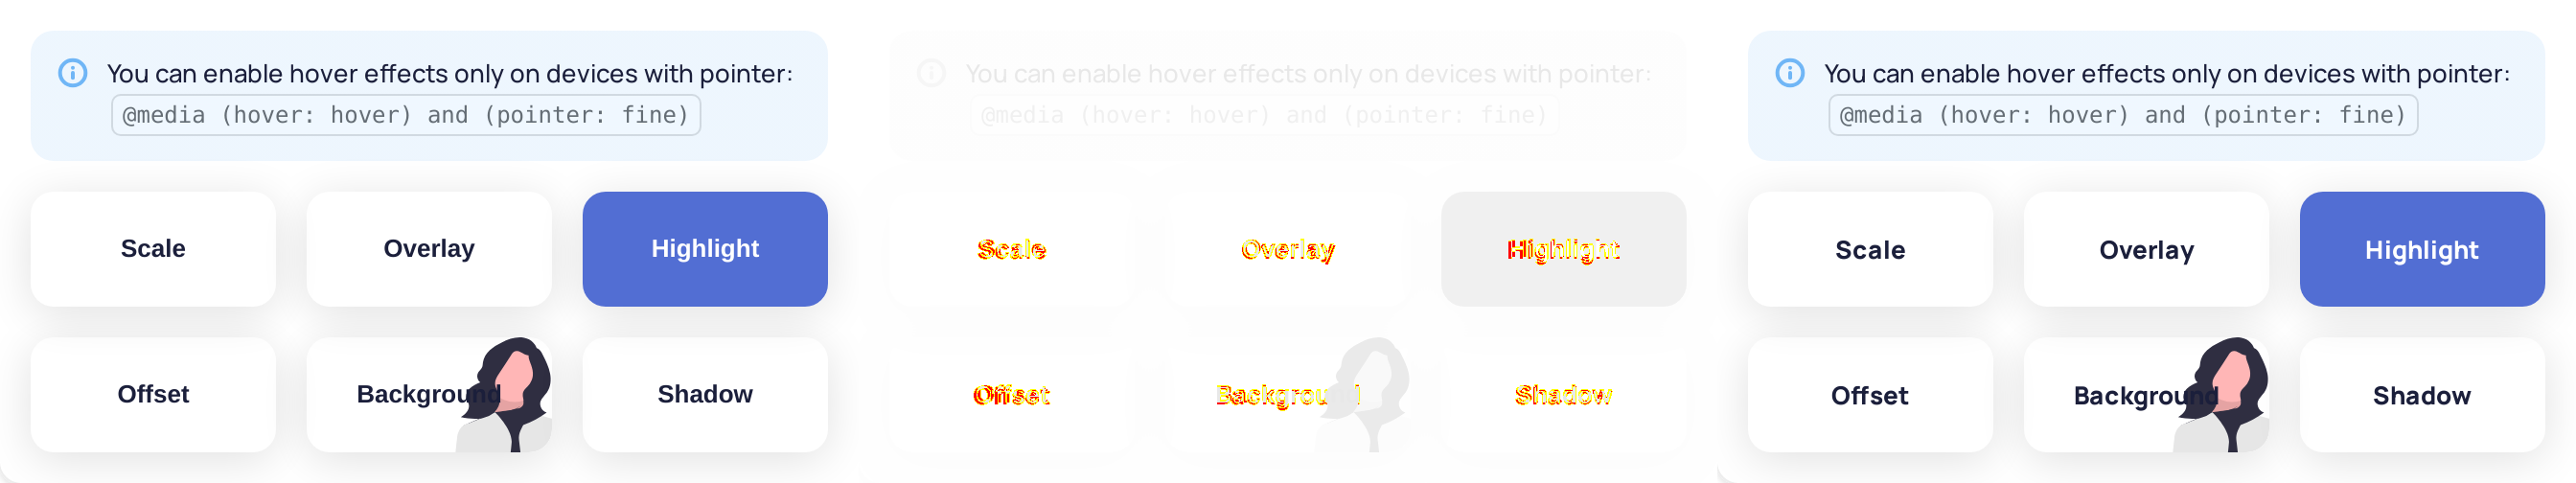 You can enable hover effects only on devices with pointer:
@media (hover: hover) and (pointer: fine)
Scale Overlay Highlight
Offset Background Shadow
You can enable hover effects only on devices with pointer:
@media (hover: hover) and (pointer: fine)
Scale Overlay Highlight
Offset Background Shadow
You can enable hover effects only on devices with pointer:
@media (hover: hover) and (pointer: fine)
Scale Overlay Highlight
Offset Background Shadow